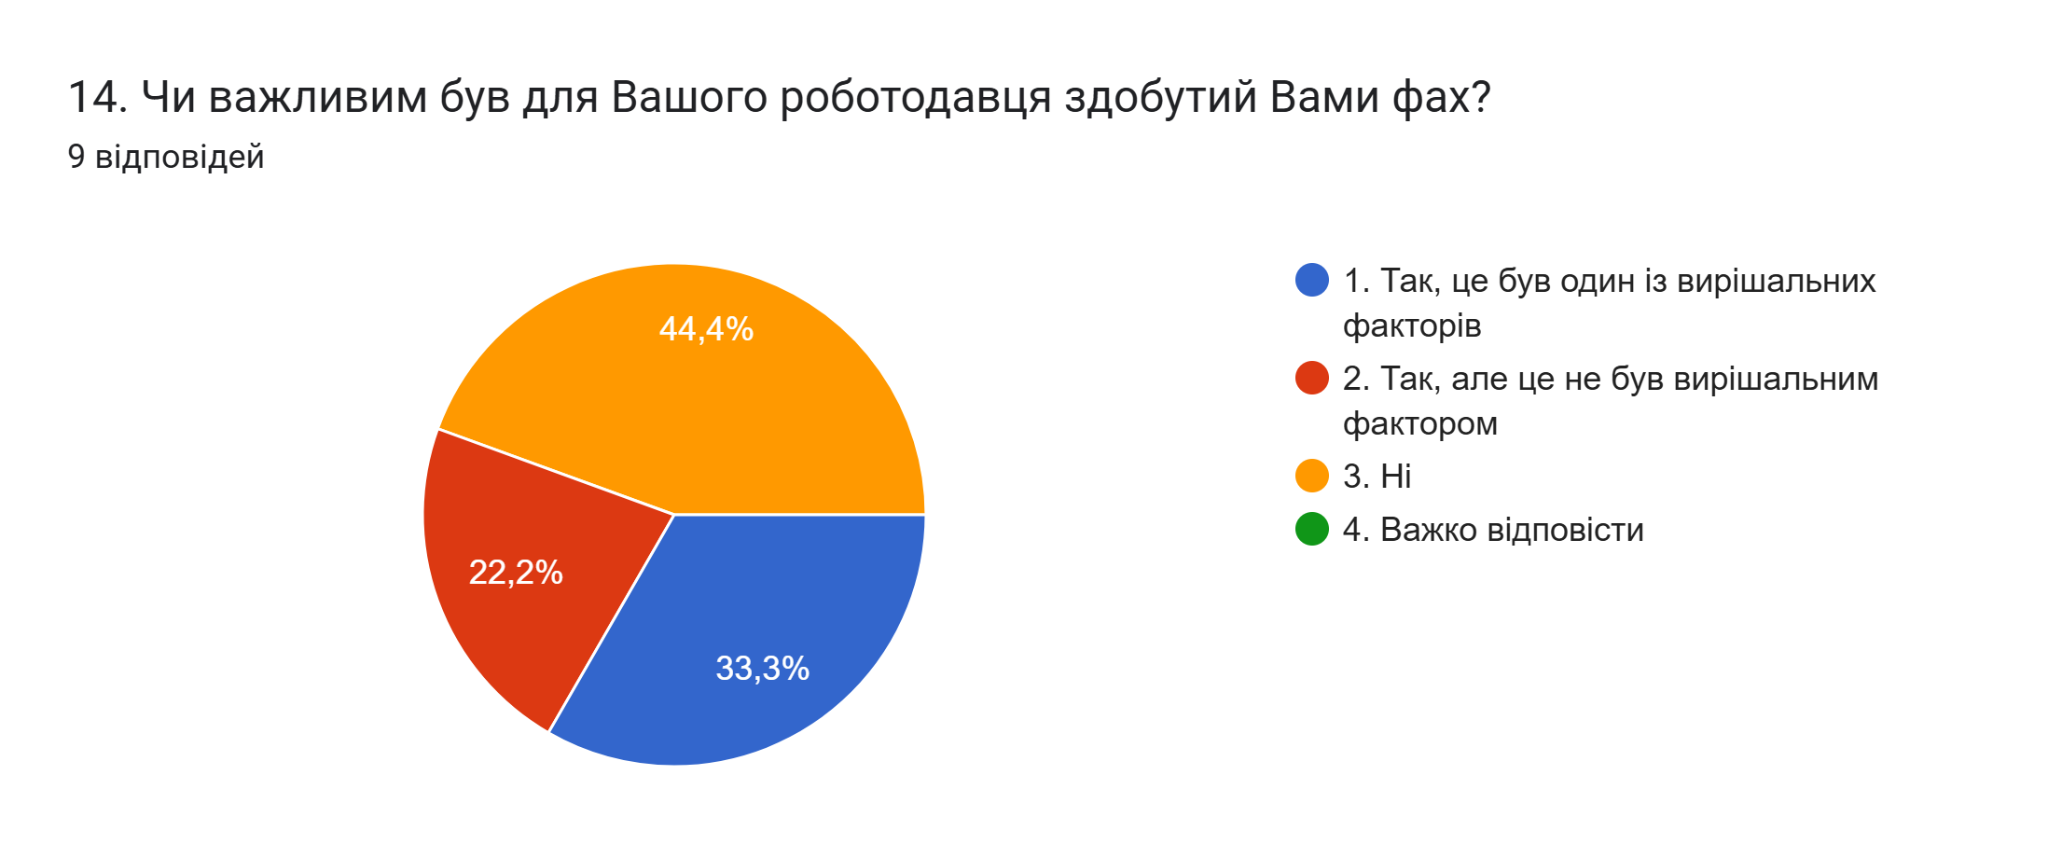 14. Чи важливим був для Вашого роботодавця здобутий Вами фах?
9 відповідей
44,4%
22,2%
33,3%
1. Так, це був один із вирішальних
факторів
2. Так, але це не був вирішальним
фактором
3. Ні
4. Важко відповісти